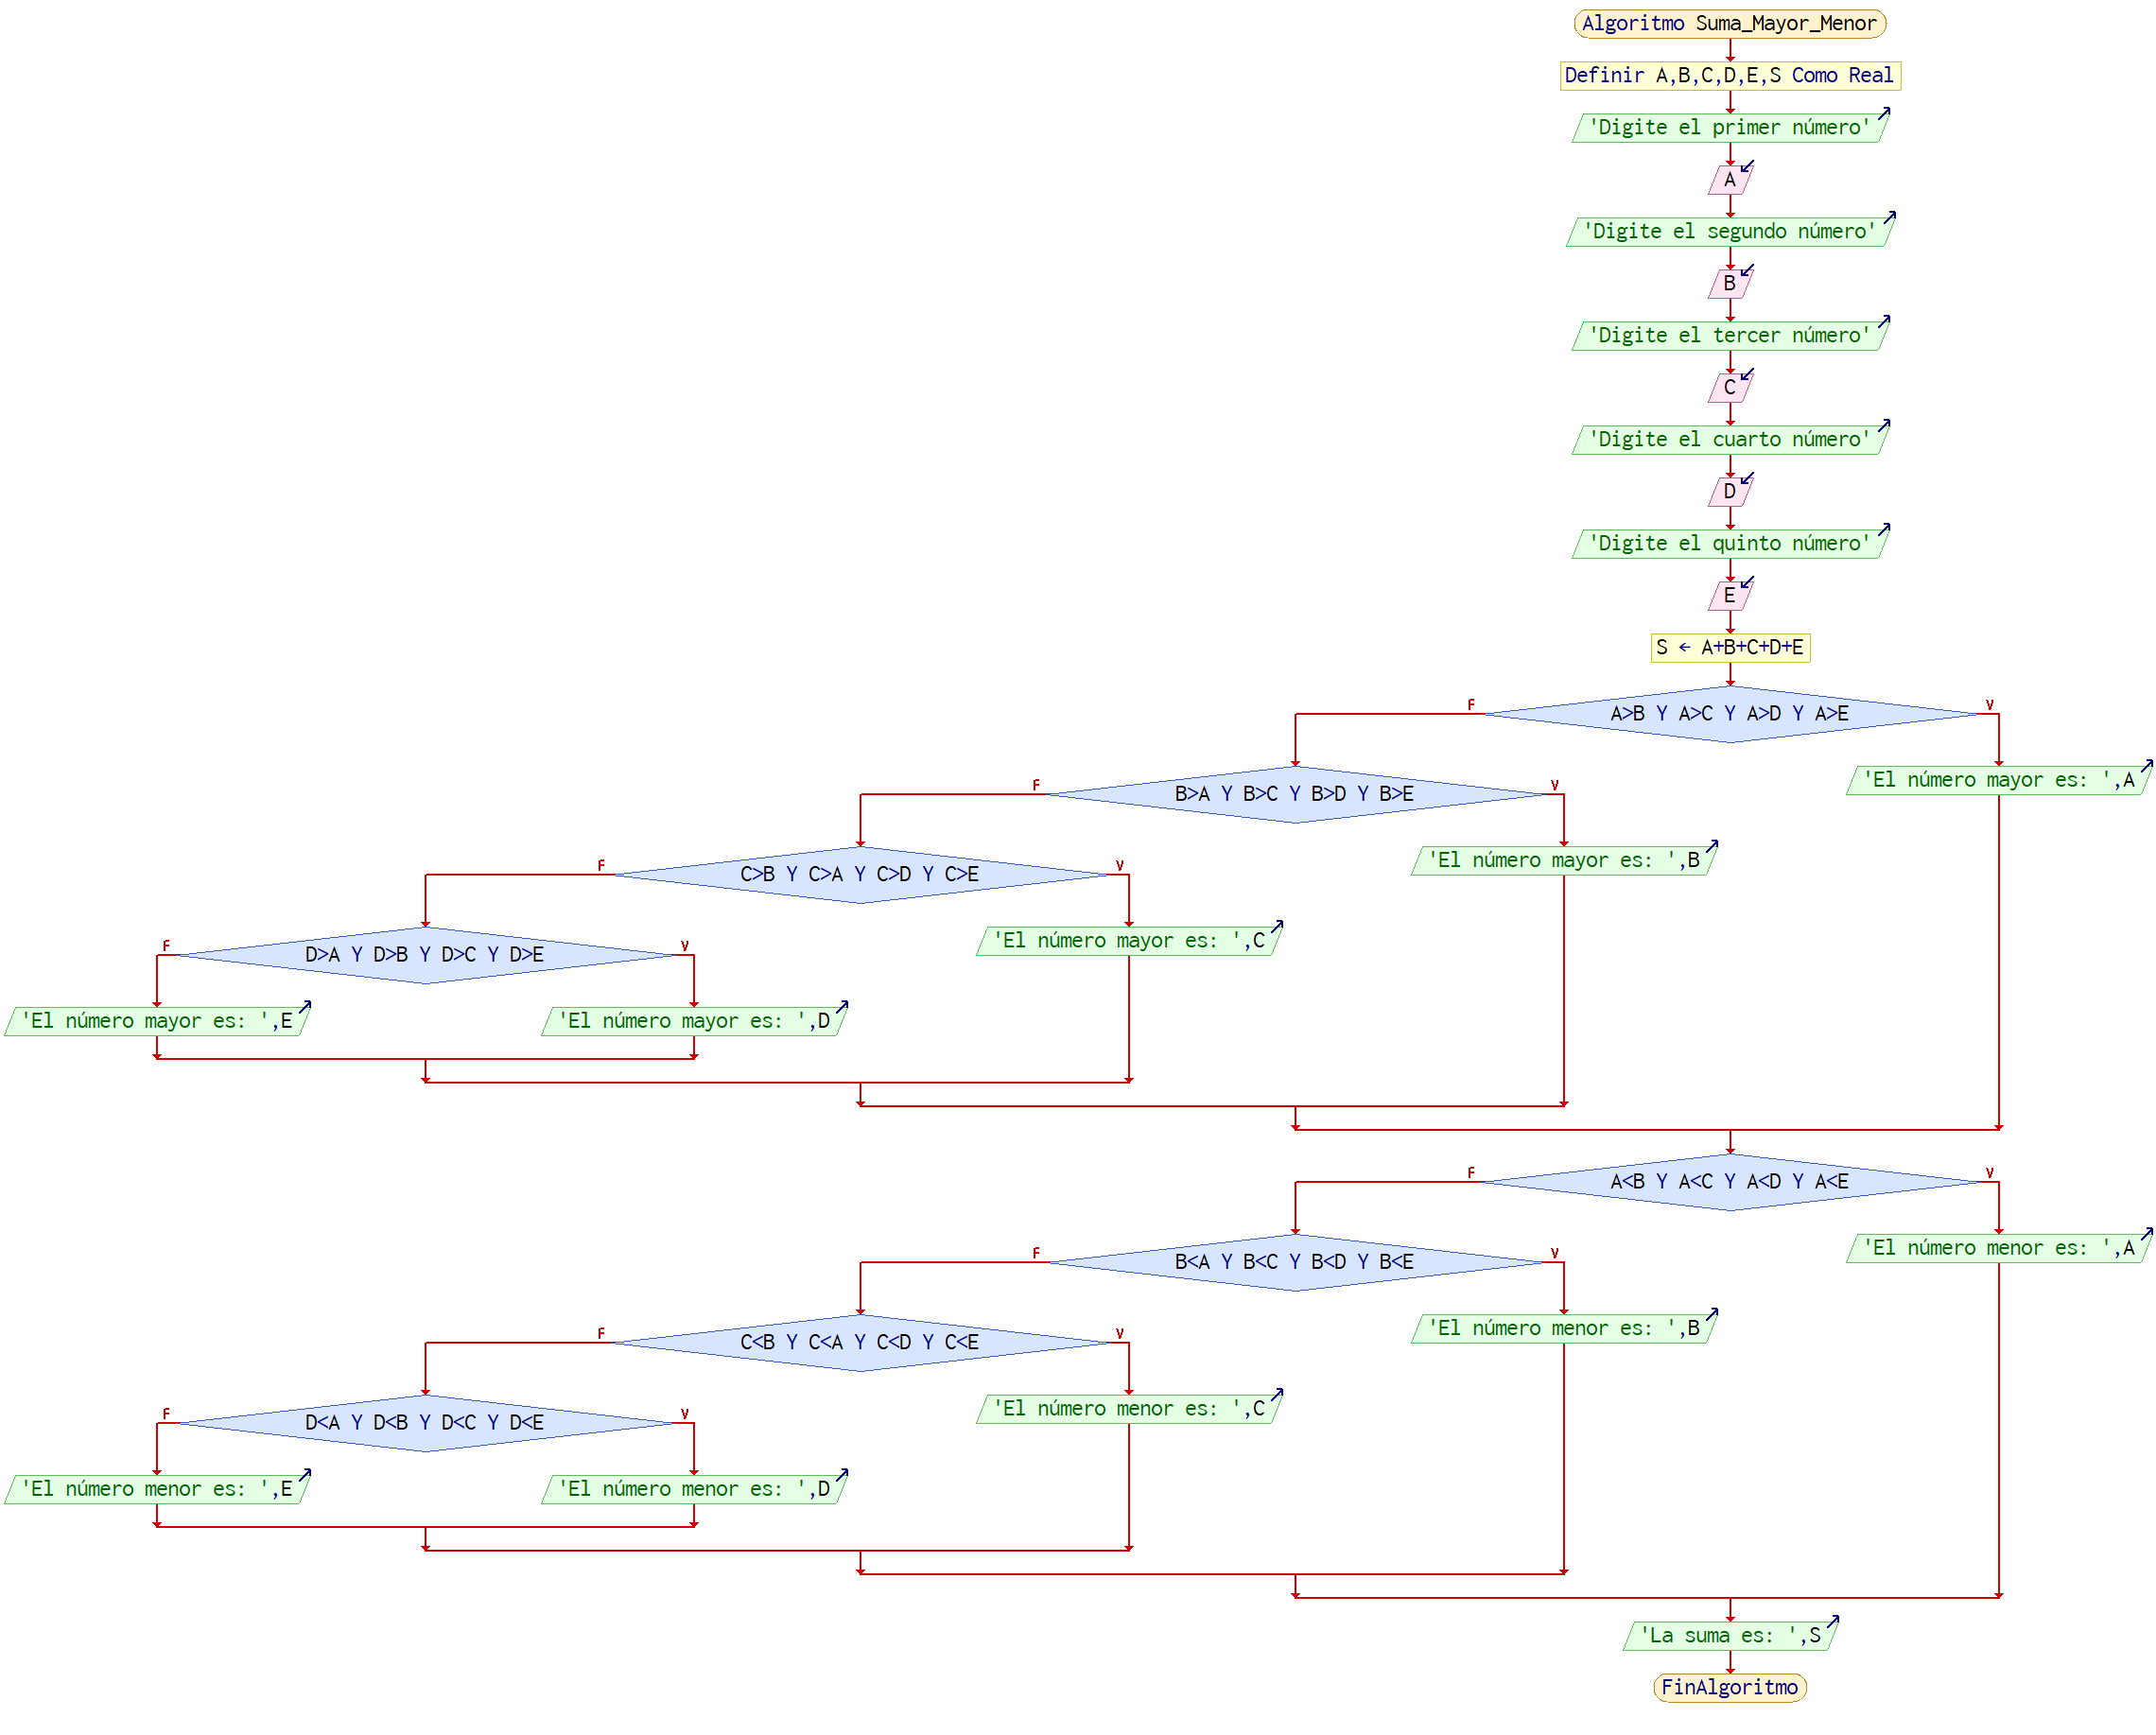 Algoritmo Suma_Mayor_Menor
Definir A,B,C,D,E,S Como Real
'Digite el primer número'
A
'Digite el segundo número'
B
'Digite el tercer número'
C
'Digite el cuarto número'
D
'Digite el quinto número'
E
S ← A+B+C+D+E
F
A>B Y A>C Y A>D Y A>E
V
'El número mayor es: ',A
F
B>A Y B>C Y B>D Y B>E
V
'El número mayor es: ',B
F
C>B Y C>A Y C>D Y C>E
V
'El número mayor es: ',C
F
D>A Y D>B Y D>C Y D>E
V
'El número mayor es: ',E
'El número mayor es: ',D
F
A<B Y A<C Y A<D Y A<E
V
'El número menor es: ',A
F
B<A Y B<C Y B<D Y B<E
V
'El número menor es: ',B
F
C<B Y C<A Y C<D Y C<E
V
'El número menor es: ',C
F
D<A Y D<B Y D<C Y D<E
V
'El número menor es: ',E
'El número menor es: ',D
'La suma es: ',S
FinAlgoritmo